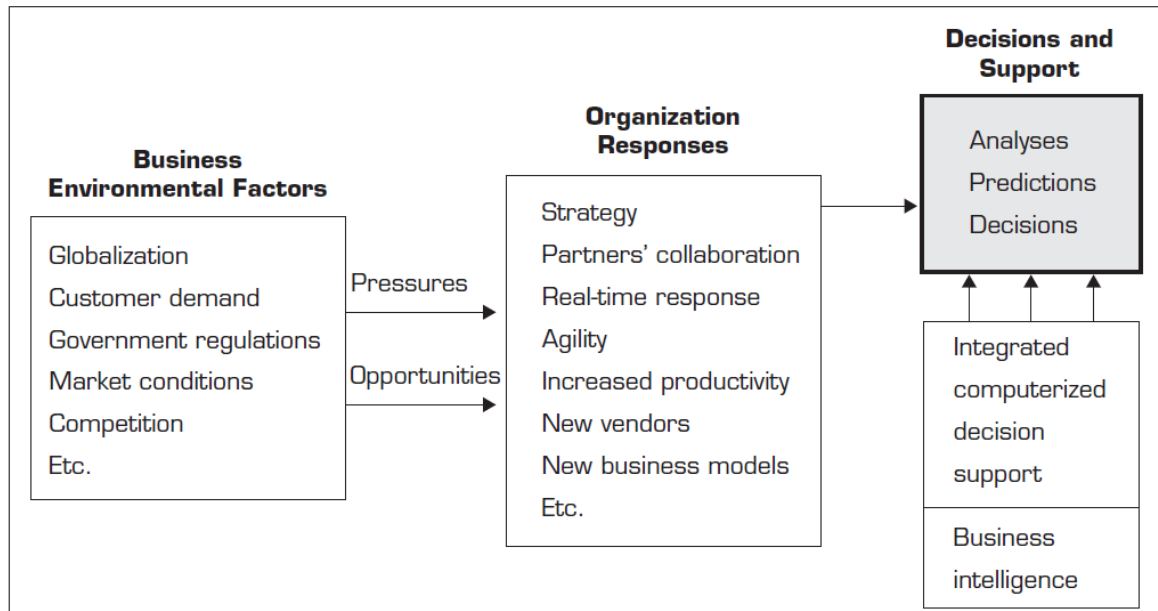 Business
Environmental Factors
Globalization
Customer demand
Government regulations
Market conditions
Competition
Etc.
Pressures
Opportunities
Organization
Responses
Strategy
Partners’ collaboration
Real-time response
Agility
Increased productivity
New vendors
New business models
Etc.
Decisions and
Support
Analyses
Predictions
Decisions
Integrated
computerized
decision
support
Business
intelligence